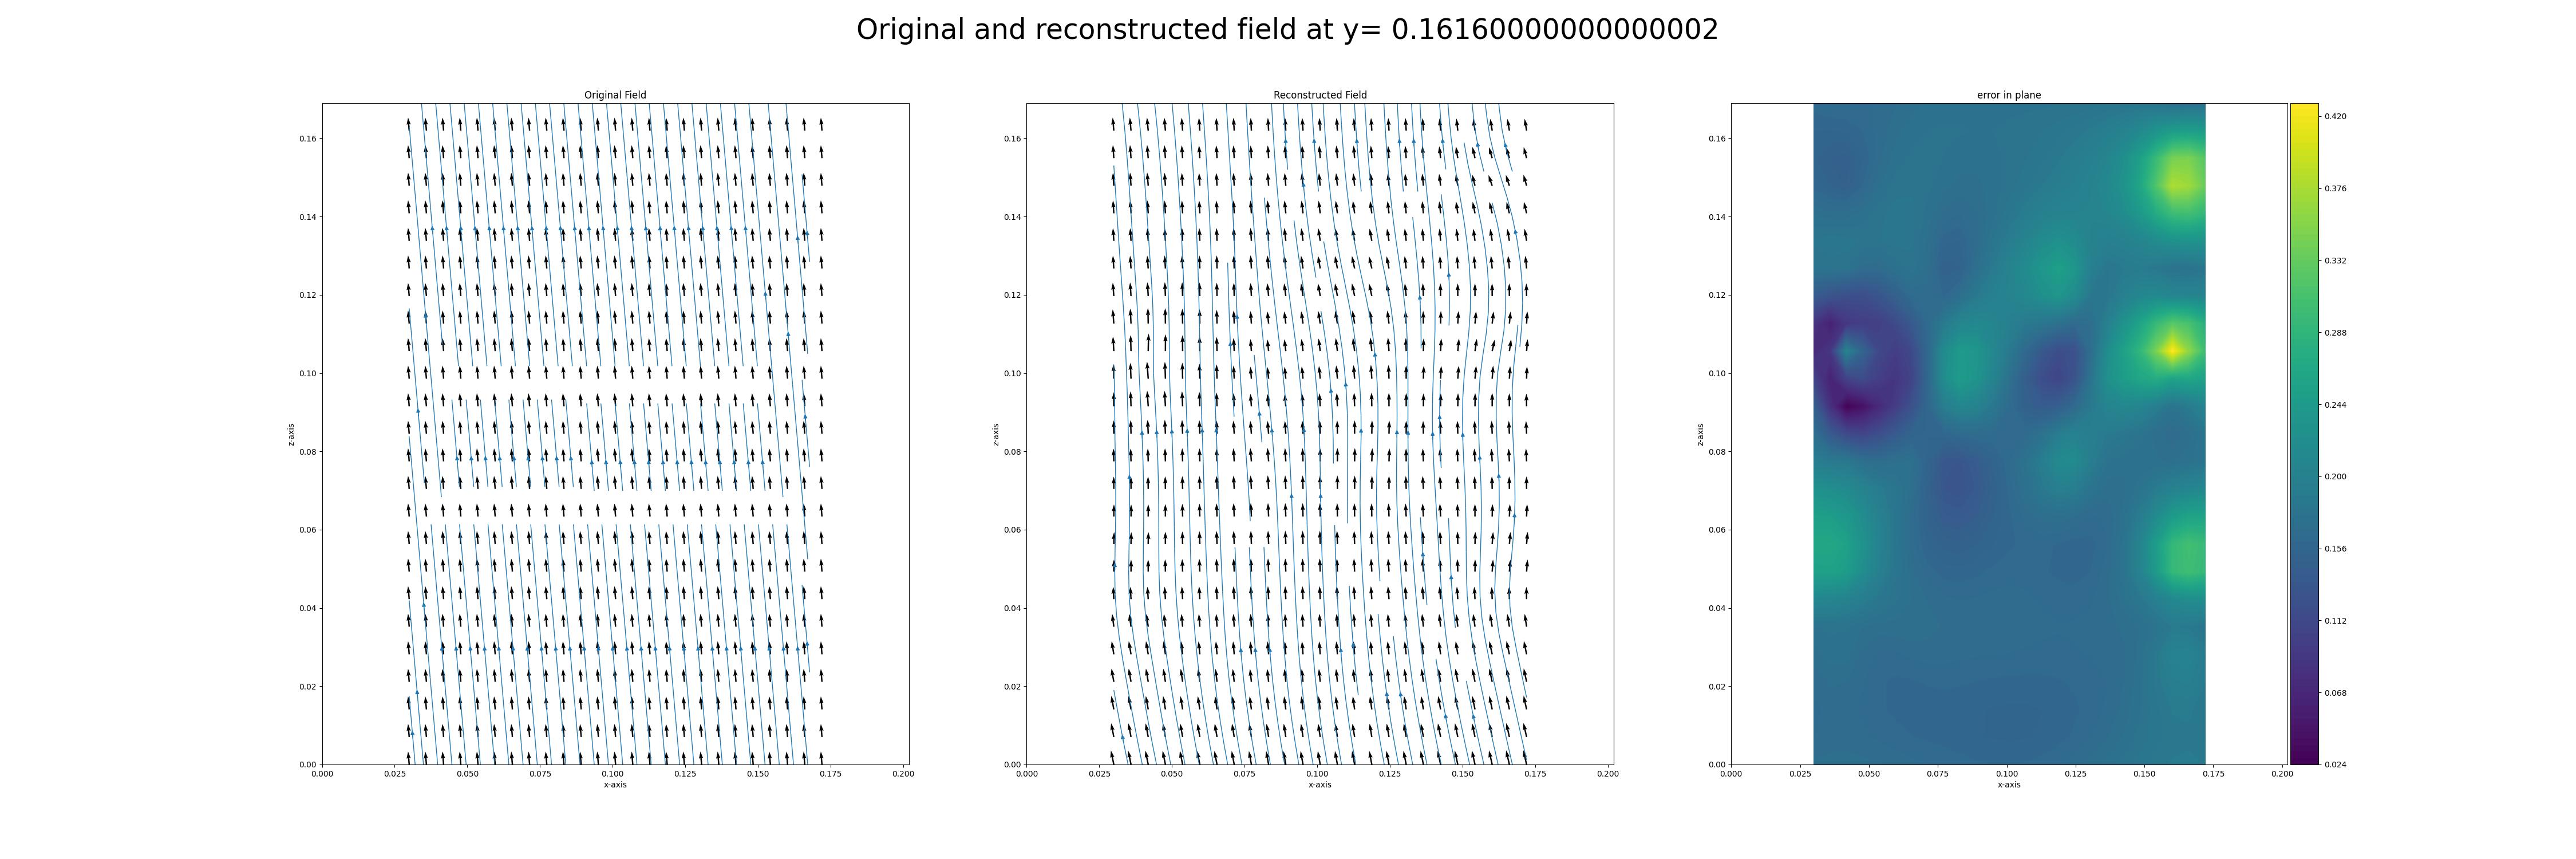 Original and reconstructed field at y= 0.16160000000000002
Original Field
Reconstructed Field
error in plane
z-axis
0.16
0.14
0.12
0.10
0.08
0.06
0.04
0.02
0.00
0.000 0.025 0.050 0.075 0.100 0.125 0.150 0.175 0.200
x-axis
z-axis
0.16
0.14
0.12
0.10
0.08
0.06
0.04
0.02
0.00
0.000 0.025 0.050 0.075 0.100 0.125 0.150 0.175 0.200
x-axis
z-axis
0.16
0.14
0.12
0.10
0.08
0.06
0.04
0.02
0.00
0.000 0.025 0.050 0.075 0.100 0.125 0.150 0.175 0.200
x-axis
0.420
0.376
0.332
0.288
0.244
0.200
0.156
0.112
0.068
0.024